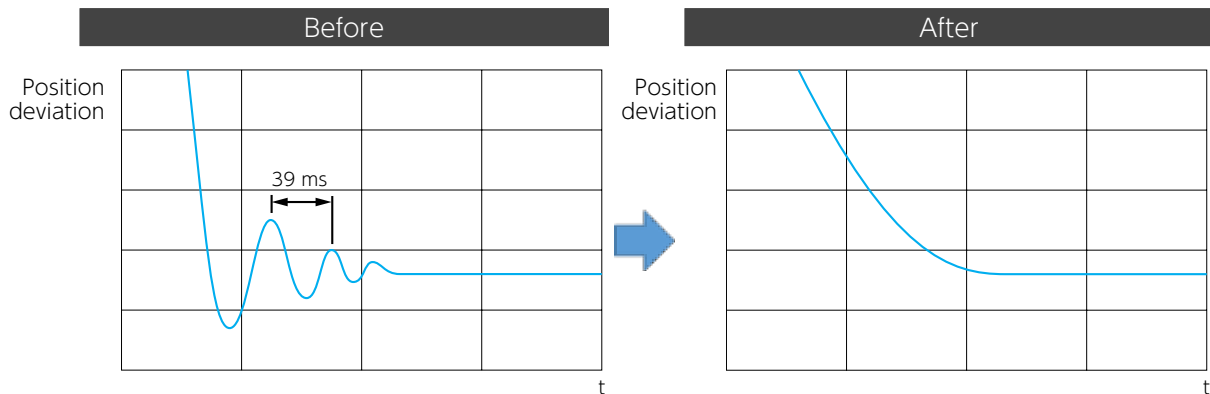 Before
Position
deviation
39 ms
t
After
Position
deviation
t